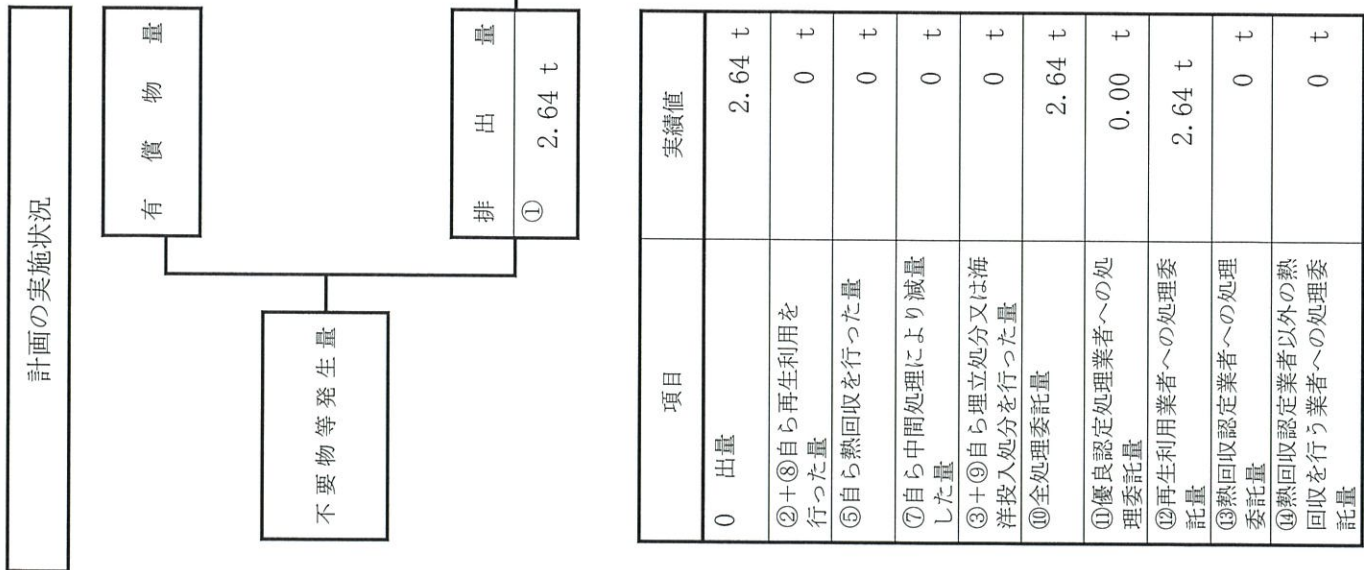 計画の実施状況
有償物量
不要物等発生量
排出量
① 2.64 t
項目 実績値
0 出量 2.64 t
②+⑧自ら再生利用を
行った量 0 t
⑤自ら熱回収を行った量 0 t
⑦自ら中間処理により減量
した量 0 t
③+⑨自ら埋立処分又は海
洋投入処分を行った量 0 t
⑩全処理委託量 2.64 t
⑪優良認定処理業者への処
理委託量 0.00 t
⑫再生利用業者への処理委
託量 2.64 t
⑬熱回収認定業者への処理
委託量 0 t
⑭熱回収認定業者以外の熱
回収を行う業者への処理委
託量 0 t